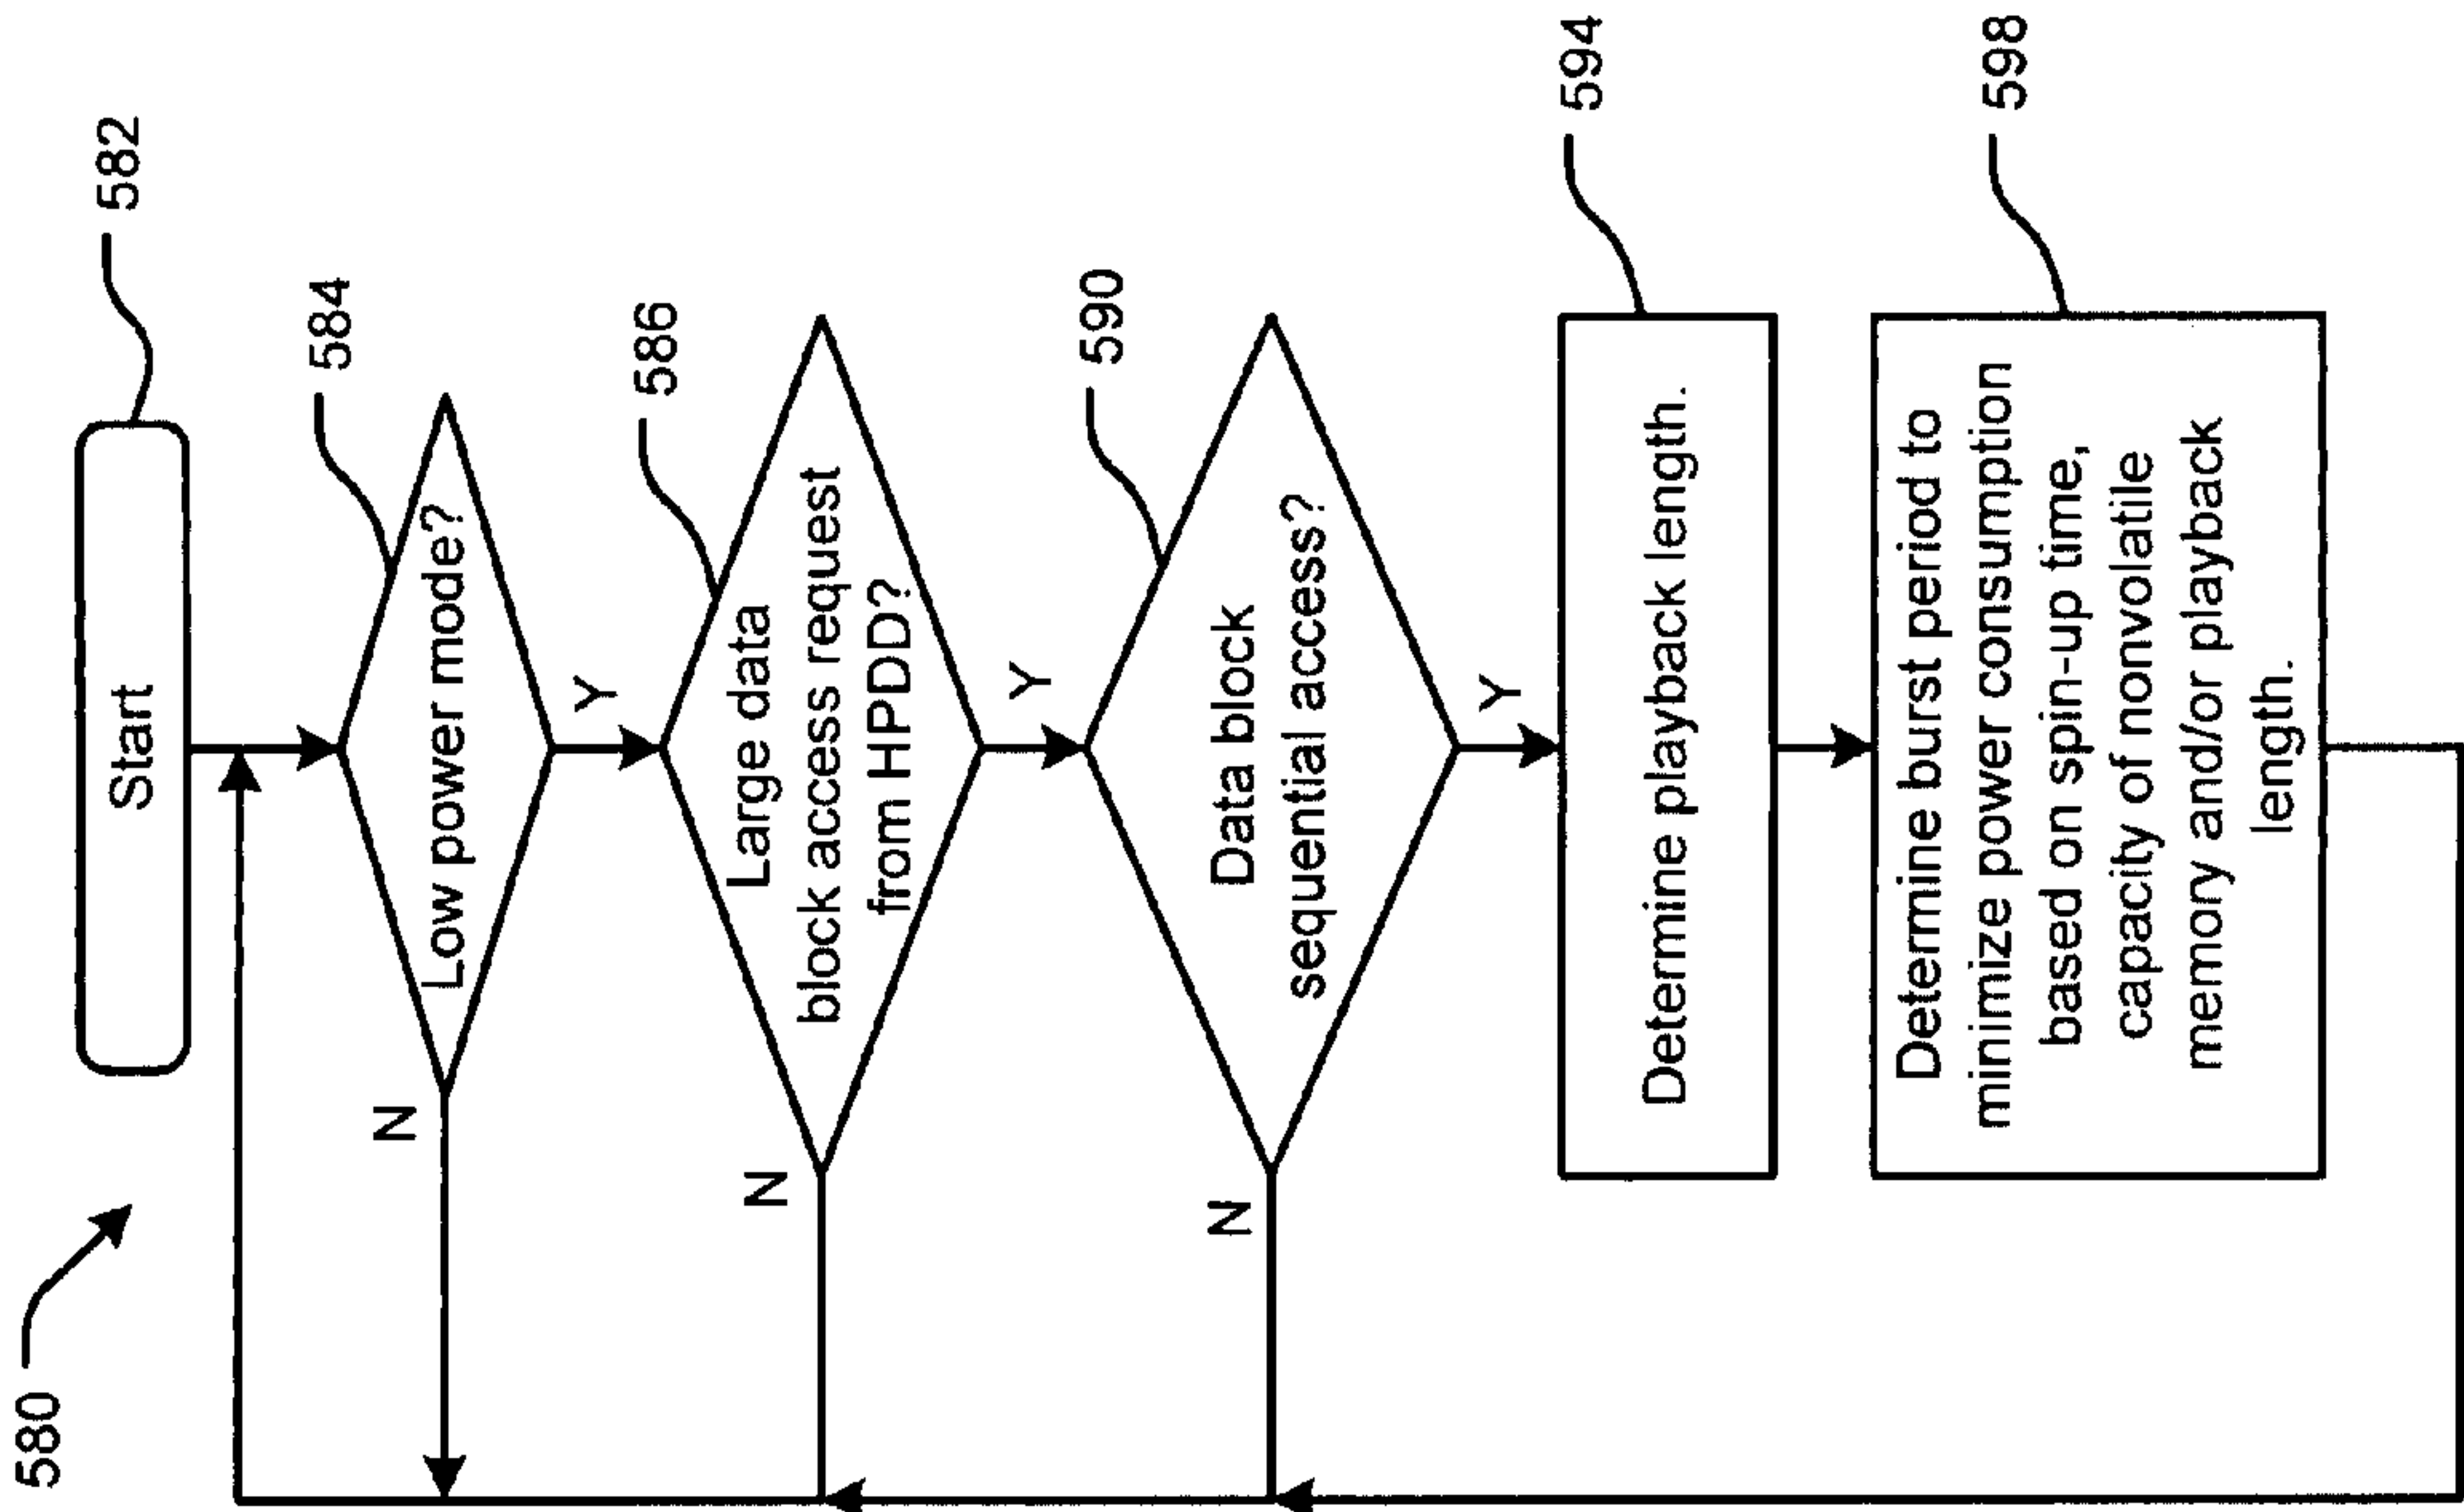 580
Start
582
Low power mode?
584
N
Y
Large data
block access request
from HPDD?
586
N
Y
Data block
sequential access?
590
N
Y
Determine playback length.
594
Determine burst period to
minimize power consumption
based on spin-up time,
capacity of nonvolatile
memory and/or playback
length.
598